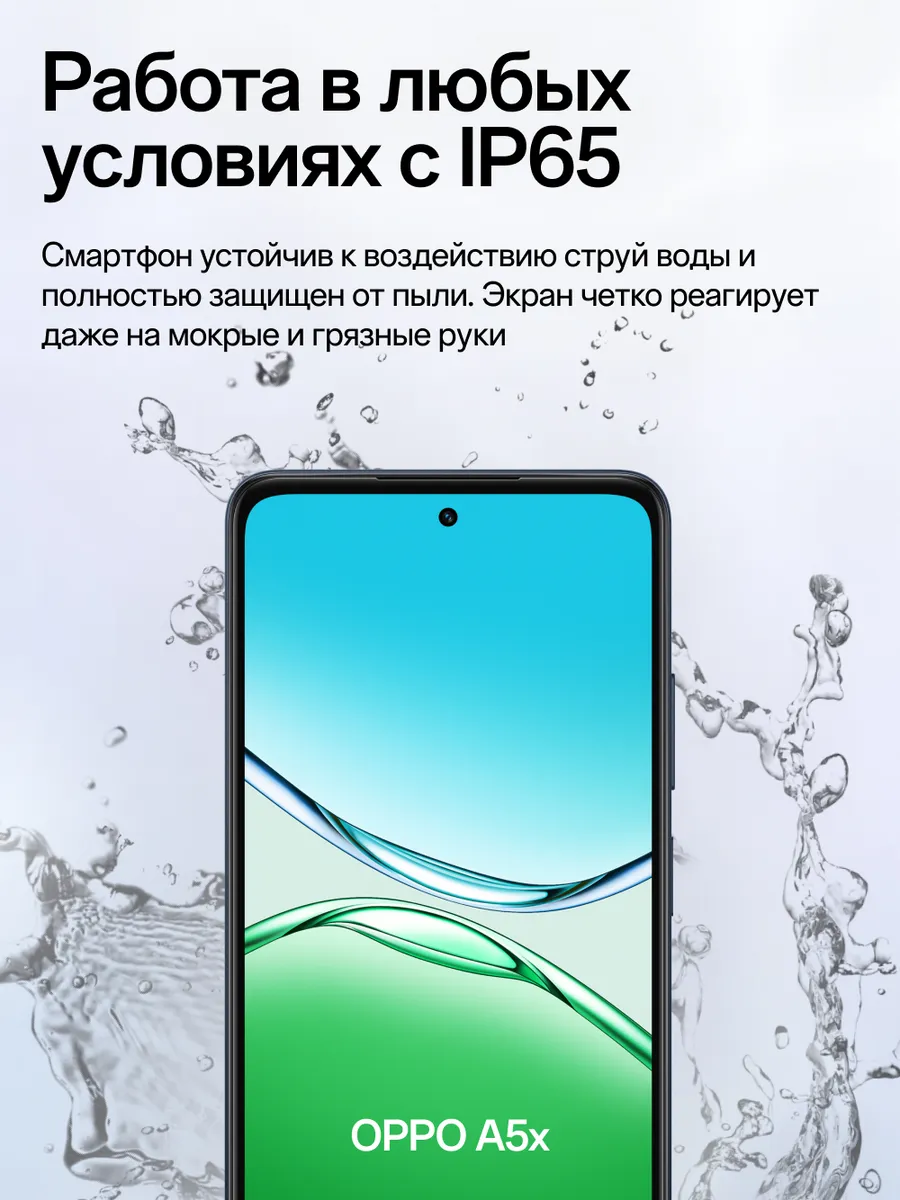 Работа в любых
условиях с IP65
Смартфон устойчив к воздействию струй воды и
полностью защищен от пыли. Экран четко реагирует
даже на мокрые и грязные руки
OPPO A5x